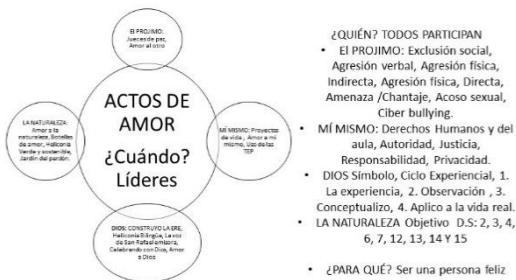 El PROJIMO:
Jueces de paz,
Amor al otro
ACTOS DE
AMOR
¿Cuándo?
Líderes
LA NATURALEZA:
Amor a la
naturaleza, Botellas
de amor, Heliconia
Verde y sostenible,
Jardín del perdón.
MÍ MISMO: Proyectos
de vida, Amor a mí
mismo, Uso de las
TEP
DIOS: CONSTRUYO LA ERE,
Heliconia Bilingüe, La voz
de San Rafael emisora,
Celebrando con Dios, Amor
a Dios
¿QUIÉN? TODOS PARTICIPAN
• El PROJIMO: Exclusión social,
Agresión verbal, Agresión física,
Indirecta, Agresión física, Directa,
Amenaza /Chantaje, Acoso sexual,
Ciber bullying.
• MÍ MISMO: Derechos Humanos y del
aula, Autoridad, Justicia,
Responsabilidad, Privacidad.
• DIOS Símbolo, Ciclo Experiencial, 1.
La experiencia, 2. Observación , 3.
Conceptualizo, 4. Aplico a la vida real.
• LA NATURALEZA Objetivo D.S: 2, 3, 4,
6, 7, 12, 13, 14 Y 15
• ¿PARA QUÉ? Ser una persona feliz